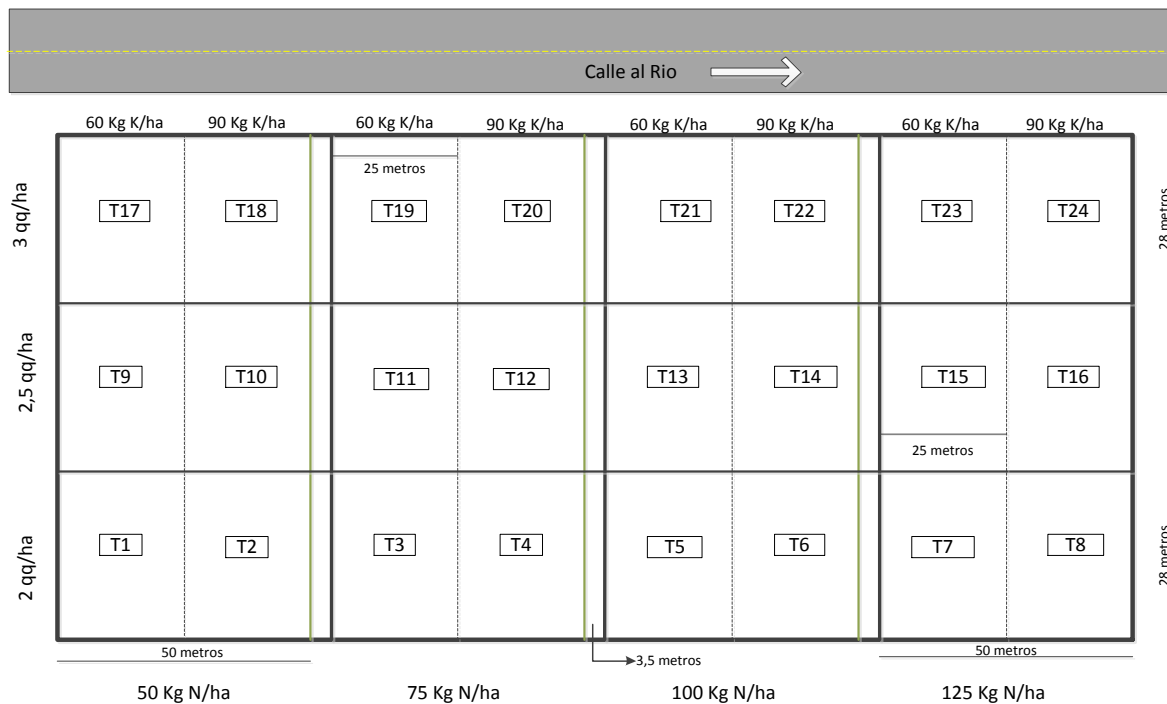 Calle al Rio
60 Kg K/ha 90 Kg K/ha 60 Kg K/ha 90 Kg K/ha 60 Kg K/ha 90 Kg K/ha 60 Kg K/ha 90 Kg K/ha
25 metros
3 qq/ha T17 T18 T19 T20 T21 T22 T23 T24 28 metros
2,5 qq/ha T9 T10 T11 T12 T13 T14 T15 T16
25 metros
2 qq/ha T1 T2 T3 T4 T5 T6 T7 T8 28 metros
50 metros 3,5 metros 50 metros
50 Kg N/ha 75 Kg N/ha 100 Kg N/ha 125 Kg N/ha